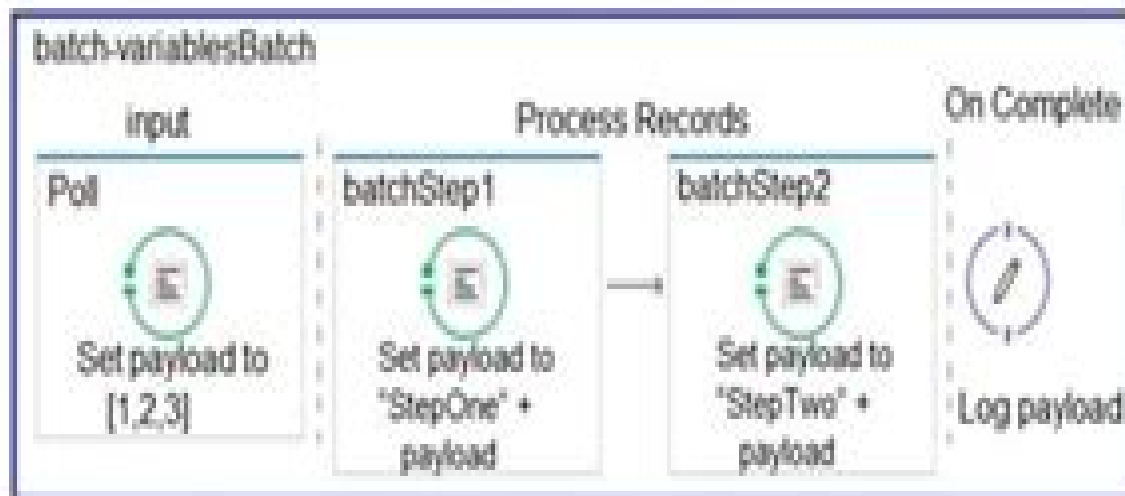 batch-variablesBatch
input
Process Records
On Complete
Poll
Set payload to
[1,2,3]
batchStep1
Set payload to
"StepOne" +
payload
batchStep2
Set payload to
"StepTwo" +
payload
Log payload